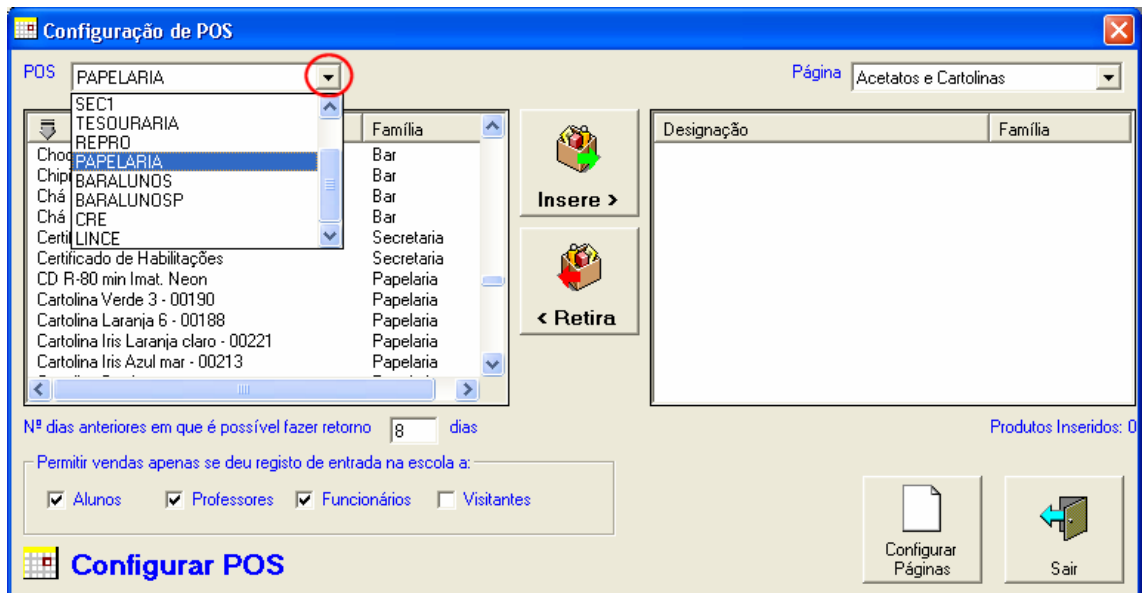 Configuração de POS
POS PAPELARIA Página Acetatos e Cartolinas
SEC1
TESOURARIA
REPRO
PAPELARIA
BARALUNOS
BARALUNOSP
CRE
LINCE
Família
Bar
Bar
Chá Bar
Chá Bar
Secretaria
Certificado de Habilitações Secretaria
CD R-80 min Imat. Neon Papelaria
Cartolina Verde 3 - 00190 Papelaria
Cartolina Laranja 6 - 00188 Papelaria
Cartolina Iris Laranja claro - 00221 Papelaria
Cartolina Iris Azul mar - 00213 Papelaria
Insere >
< Retira
Designação Família
Nº dias anteriores em que é possível fazer retorno 8 dias
Produtos Inseridos: 0
Permitir vendas apenas se deu registo de entrada na escola a:
Alunos Professores Funcionários Visitantes
Configurar POS
Configurar
Páginas
Sair